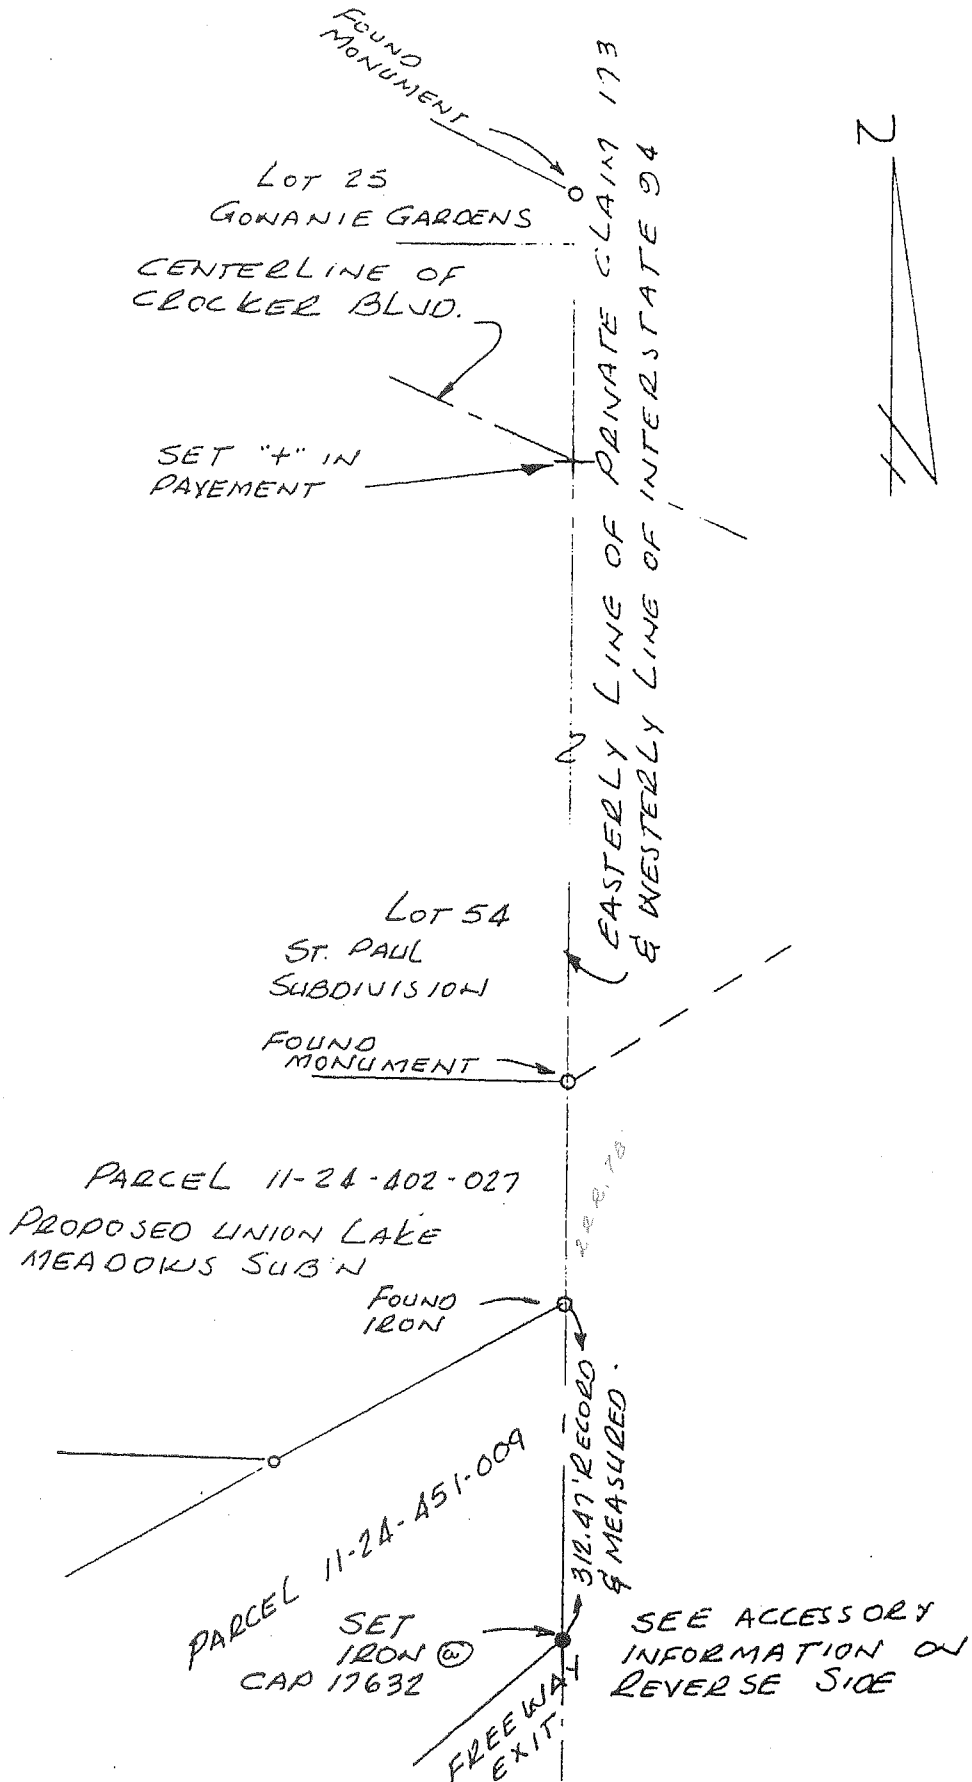 FOUND
MONUMENT
LOT 25
GOWANIE GARDENS
CENTERLINE OF
CROCKER BLVD.
SET "+" IN
PAVEMENT
EASTERLY LINE OF PRIVATE CLAIM 173
& WESTERLY LINE OF INTERSTATE 94
LOT 54
ST. PAUL
SUBDIVISION
FOUND
MONUMENT
PARCEL 11-24-402-027
PROPOSED UNION LAKE
MEADOWS SUB'N
FOUND
IRON
312.47' RECORD
& MEASURED.
PARCEL 11-24-451-009
SET
IRON @
CAP 17632
SEE ACCESSORY
INFORMATION ON
REVERSE SIDE
FREEWAY
EXIT